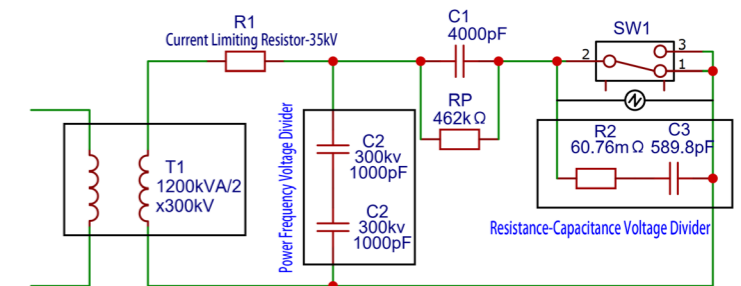 R1
Current Limiting Resistor-35kV
C1
4000pF
SW1
2
3
1
RP
462kΩ
Power Frequency Voltage Divider
C2
300kv
1000pF
C2
300kv
1000pF
R2
60.76mΩ
C3
589.8pF
T1
1200kVA/2
x300kV
Resistance-Capacitance Voltage Divider